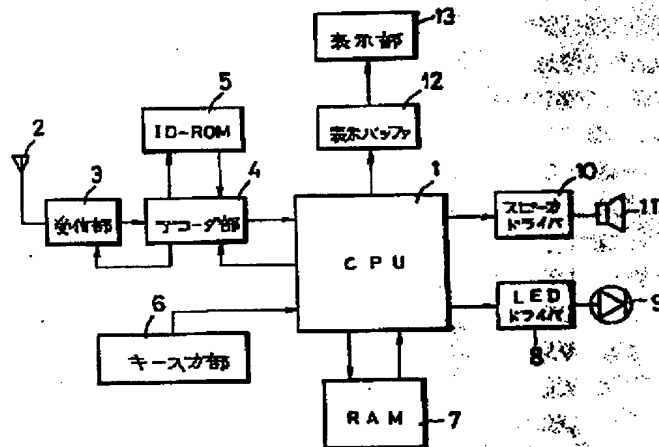 13
表示部
5
12
ID-ROM
表示バッファ
2
3
4
1
10
受信部
デコーダ部
CPU
スピーカ
ドライバ
11
6
キー入力部
LED
ドライバ
9
8
RAM
7